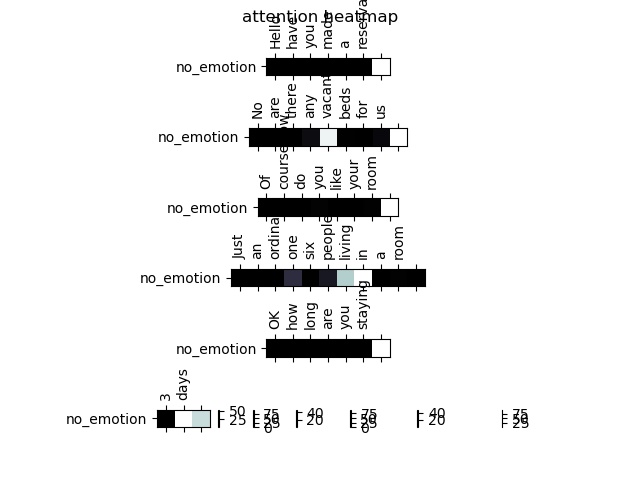 attention heatmap
Hello have you made a
no_emotion
No are there any vacant beds for us
no_emotion
Of course do you like your room
no_emotion
Just an one six people living in a room
no_emotion
OK how long are you staying
no_emotion
3 days
no_emotion
50 75 40 75 40 75
25 50 20 50 20 50
25 25 25
0 0